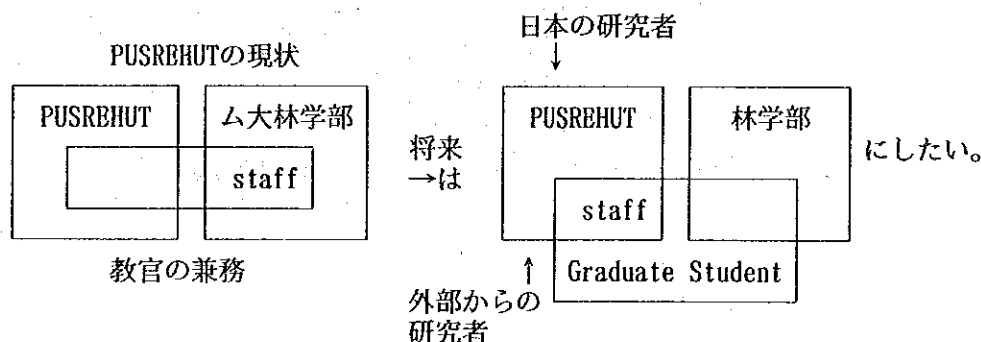 PUSREHUTの現状
PUSREHUT
ム大林学部
staff
教官の兼務
将来
→は
日本の研究者
↓
PUSREHUT
林学部
staff
Graduate Student
↑
外部からの
研究者
にしたい。